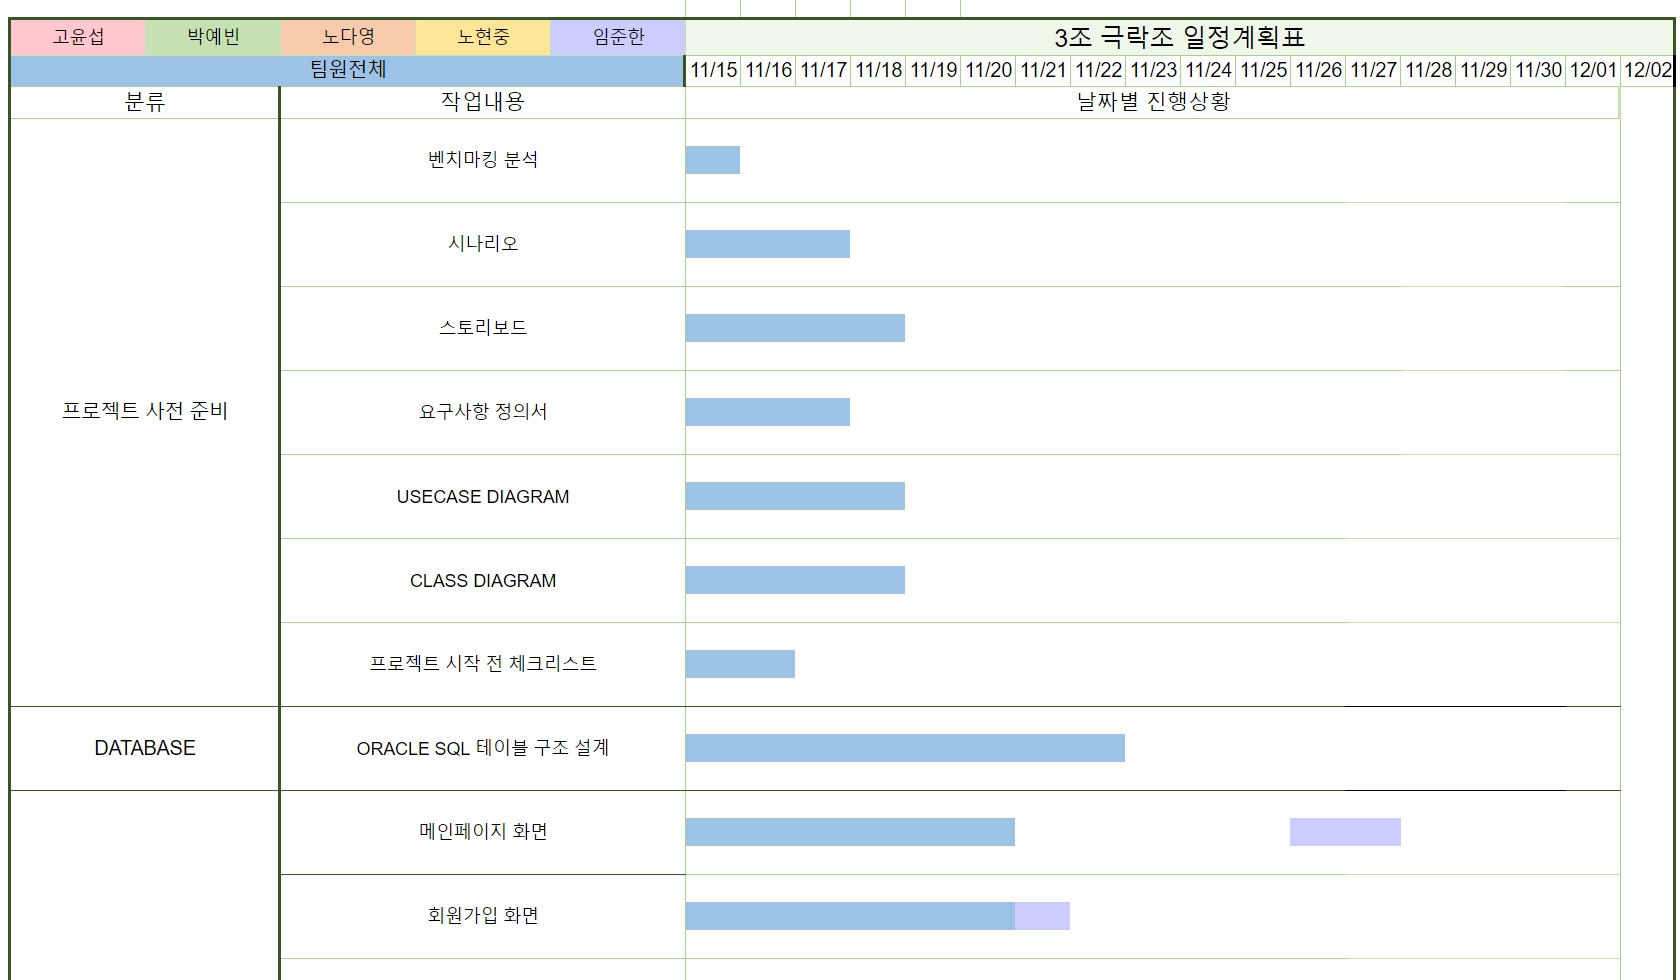 고윤섭 박예빈 노다영 노현중 임준한 3조 극락조 일정계획표
팀원전체 11/15 11/16 11/17 11/18 11/19 11/20 11/21 11/22 11/23 11/24 11/25 11/26 11/27 11/28 11/29 11/30 12/01 12/02
분류 작업내용 날짜별 진행상황
벤치마킹 분석
시나리오
스토리보드
프로젝트 사전 준비 요구사항 정의서
USECASE DIAGRAM
CLASS DIAGRAM
프로젝트 시작 전 체크리스트
DATABASE ORACLE SQL 테이블 구조 설계
메인페이지 화면
회원가입 화면